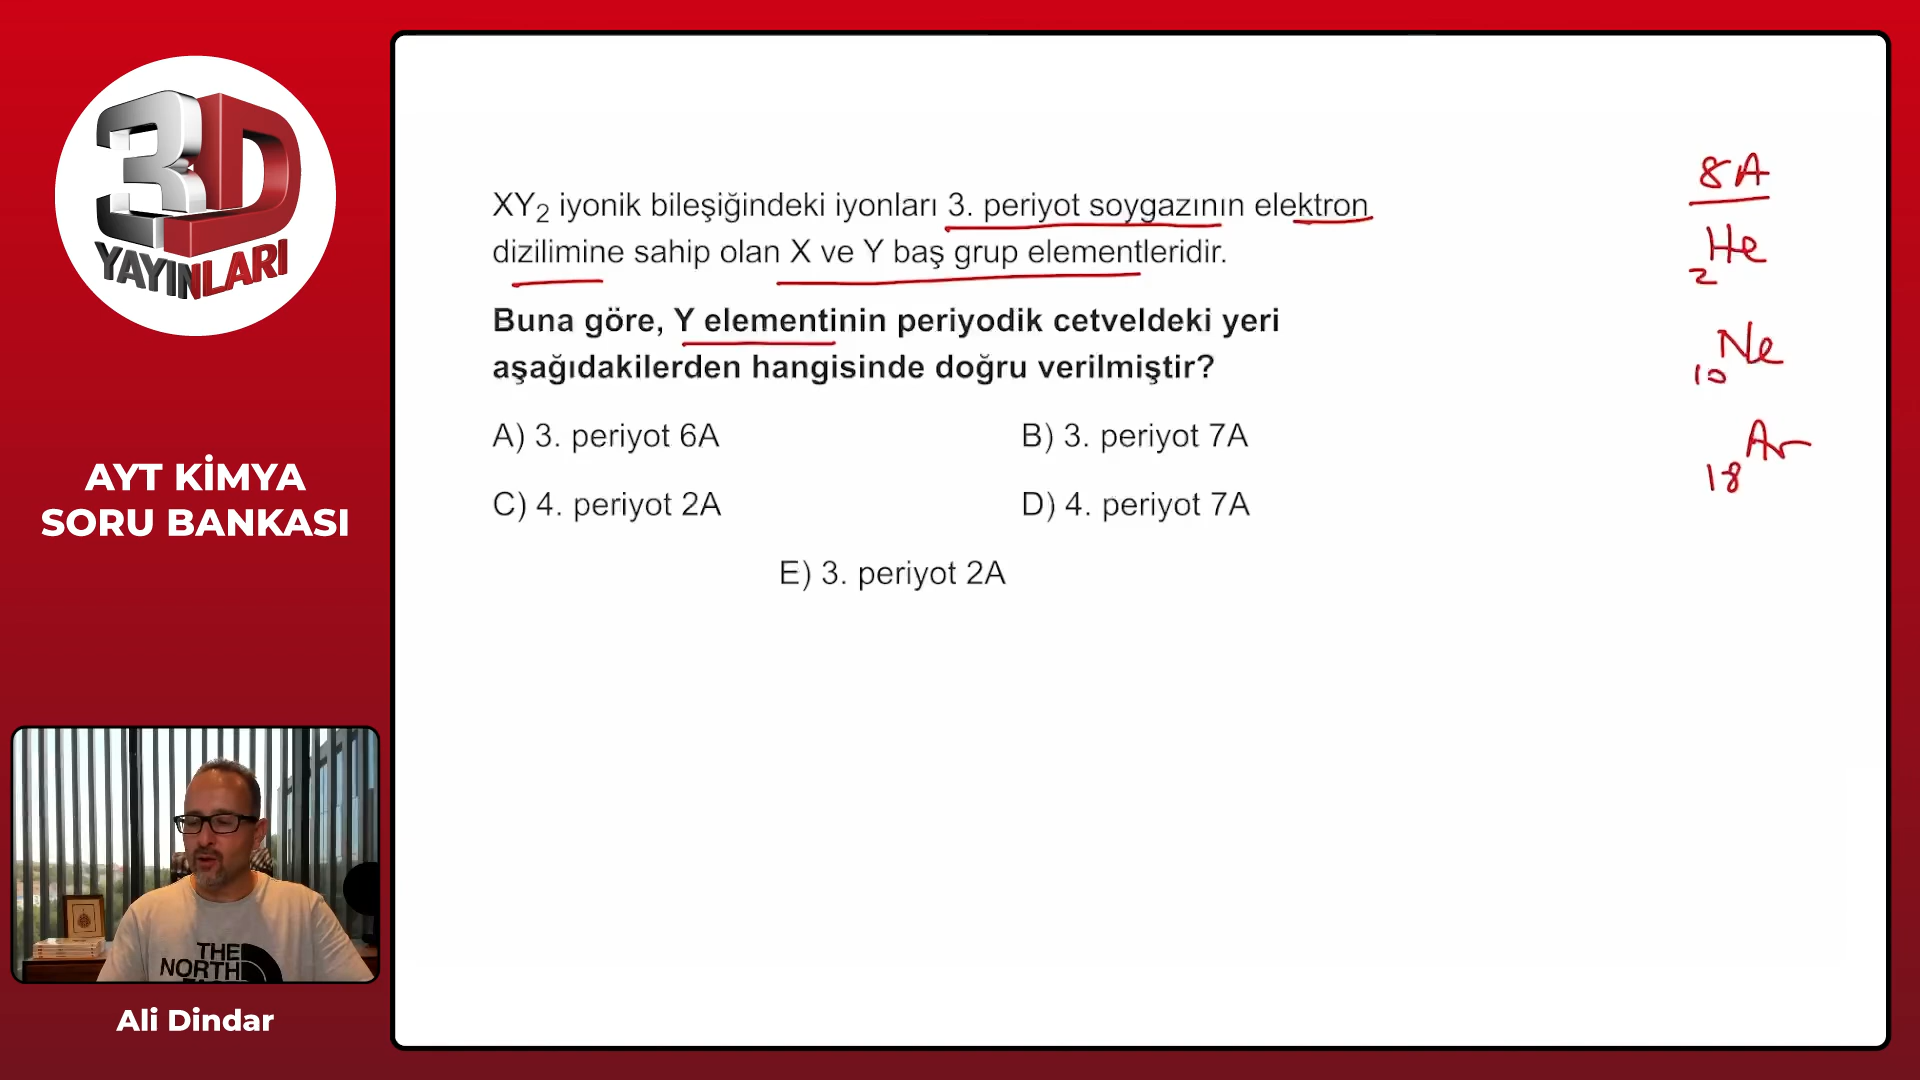 3D
YAYINLARI
AYT KİMYA
SORU BANKASI
THE
NORTH
Ali Dindar
XY2 iyonik bileşiğindeki iyonları 3. periyot soygazının elektron
dizilimine sahip olan X ve Y baş grup elementleridir.
Buna göre, Y elementinin periyodik cetveldeki yeri
aşağıdakilerden hangisinde doğru verilmiştir?
A) 3. periyot 6A
B) 3. periyot 7A
C) 4. periyot 2A
D) 4. periyot 7A
E) 3. periyot 2A
8A
2He
10Ne
18Ar